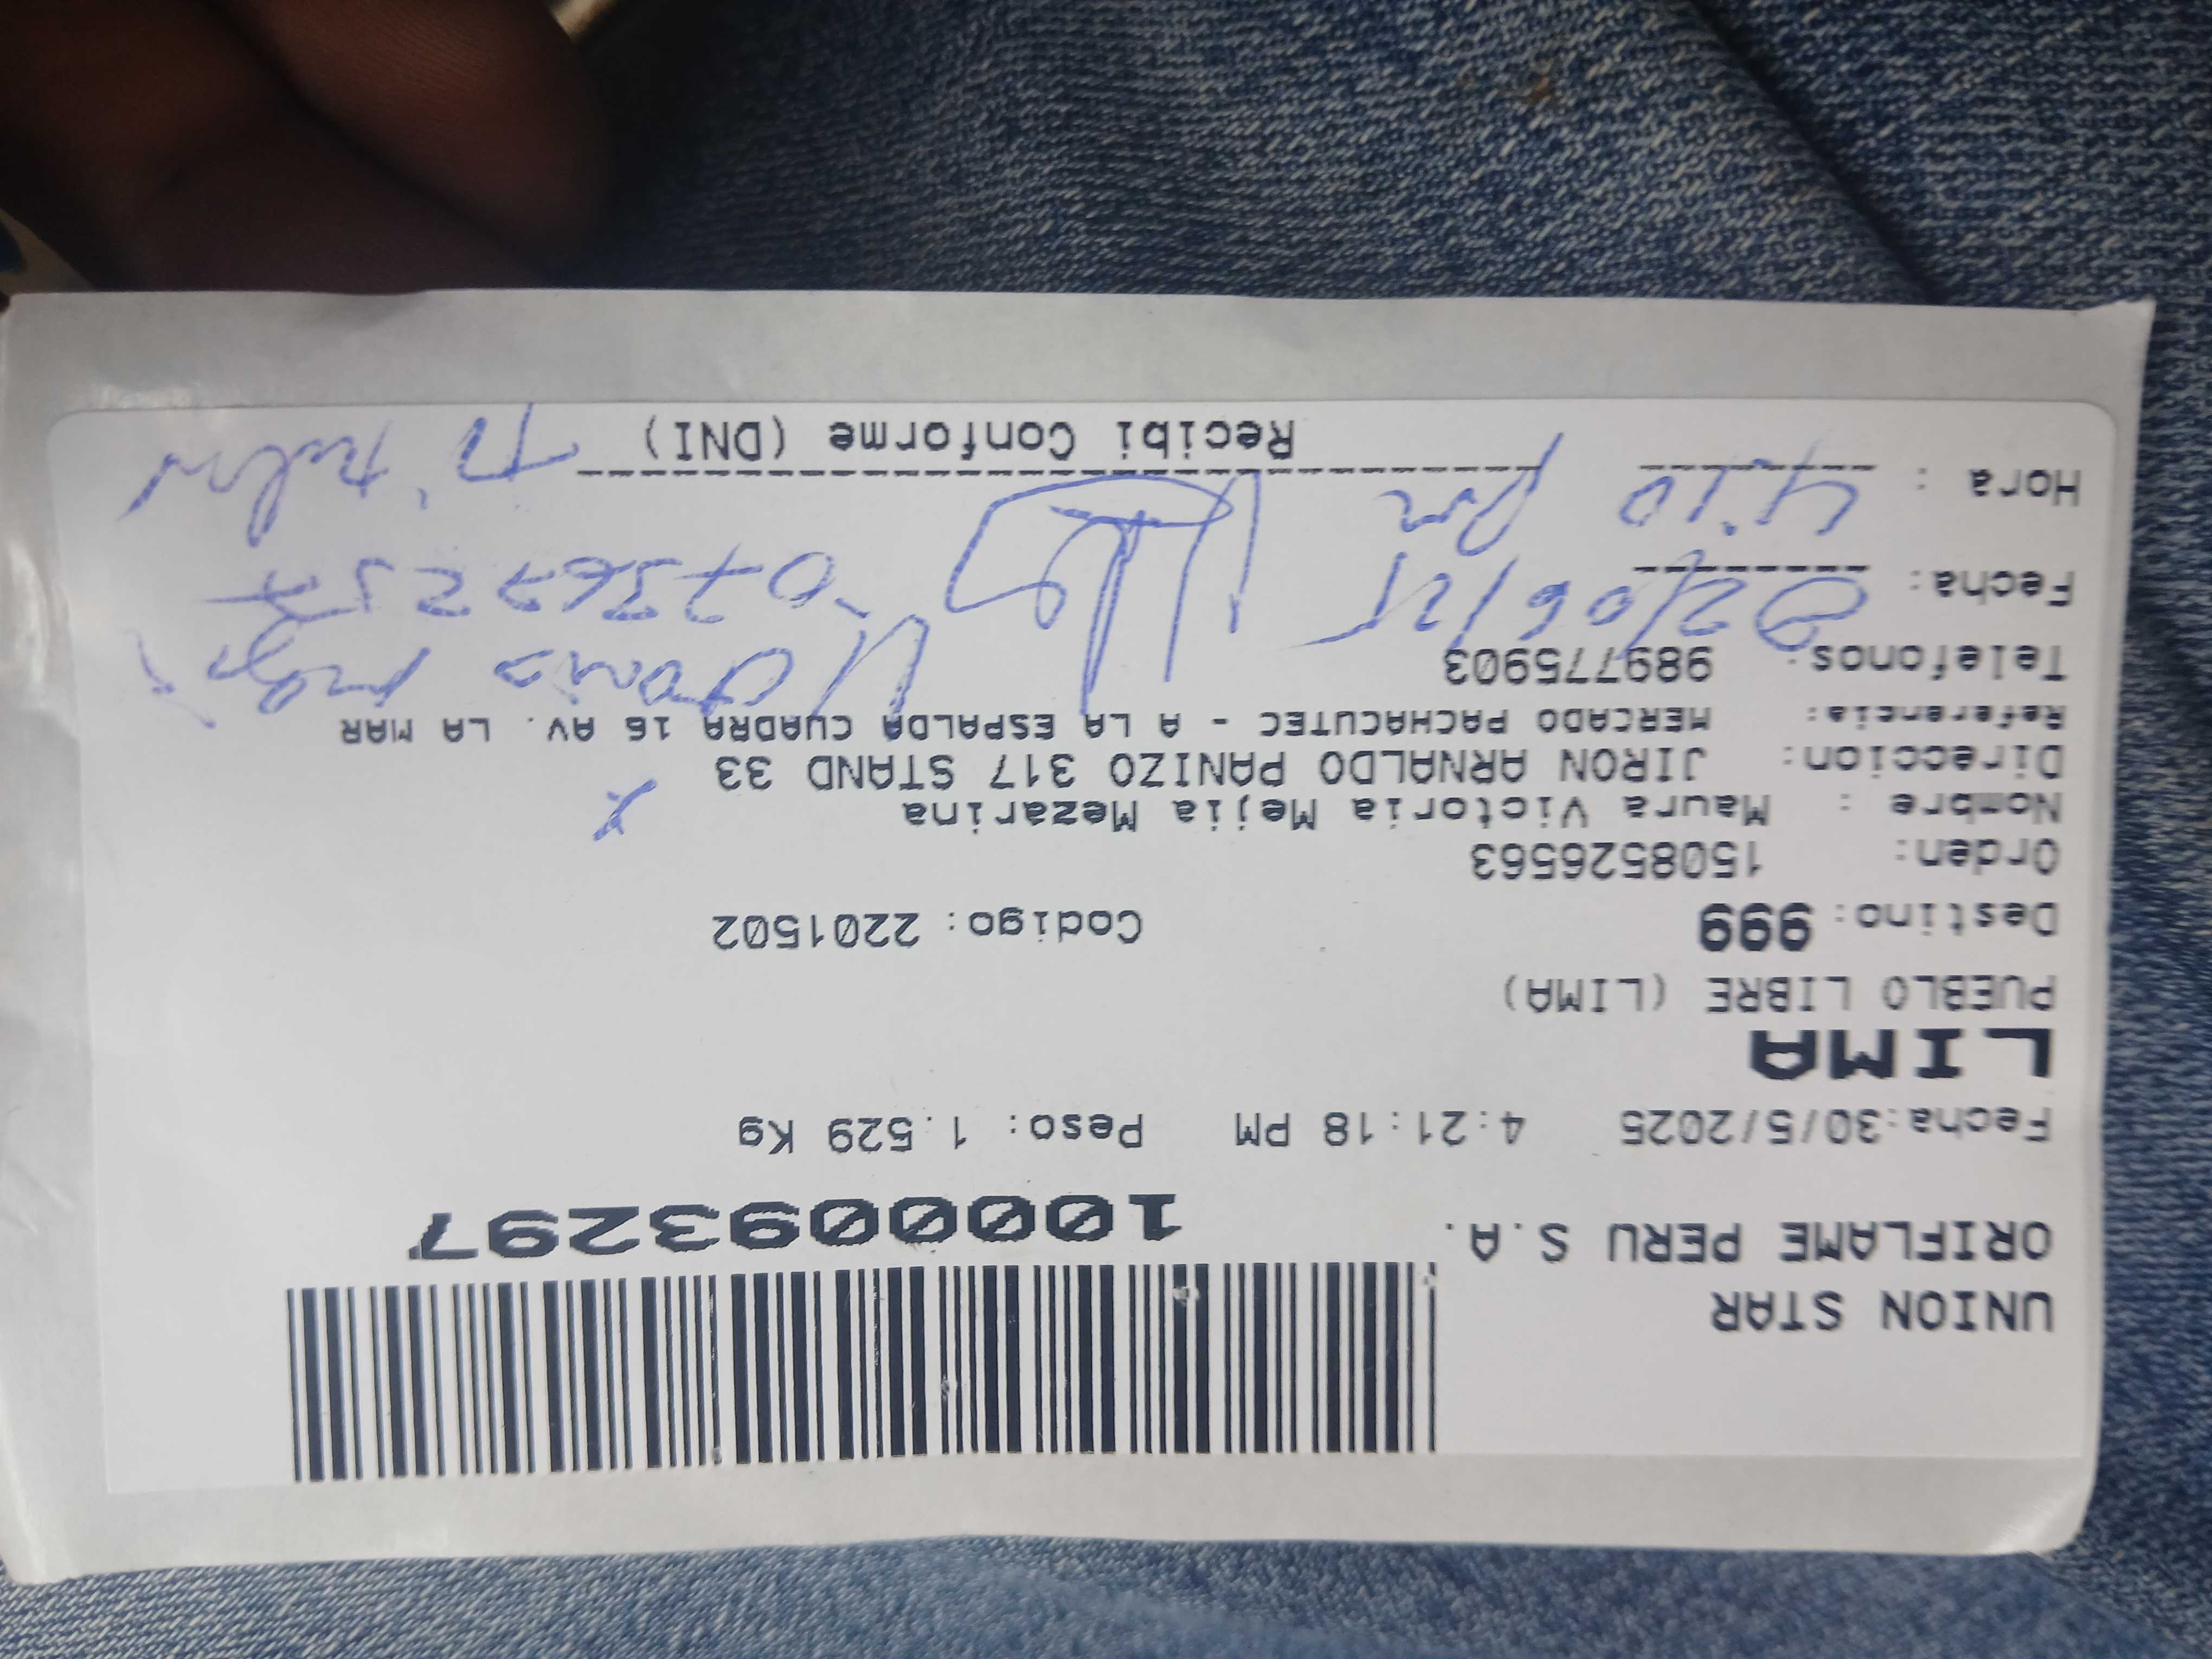 UNION STAR
ORIFLAME PERU S.A.
10000093297
Fecha:30/5/2025 4:21:18 PM Peso: 1.529 Kg
LIMA
PUEBLO LIBRE (LIMA)
Destino: 999 Codigo: 2201502
Orden: 1508526563
Nombre : Maura Victoria Mejia Mezarina
Direccion: JIRON ARNALDO PANIZO 317 STAND 33
Referencia: MERCADO PACHACUTEC - A LA ESPALDA CUADRA 16 AV. LA MAR
Telefonos: 989775903
Fecha: 02/06/25
Hora : 4:10 pm
Recibi Conforme (DNI)